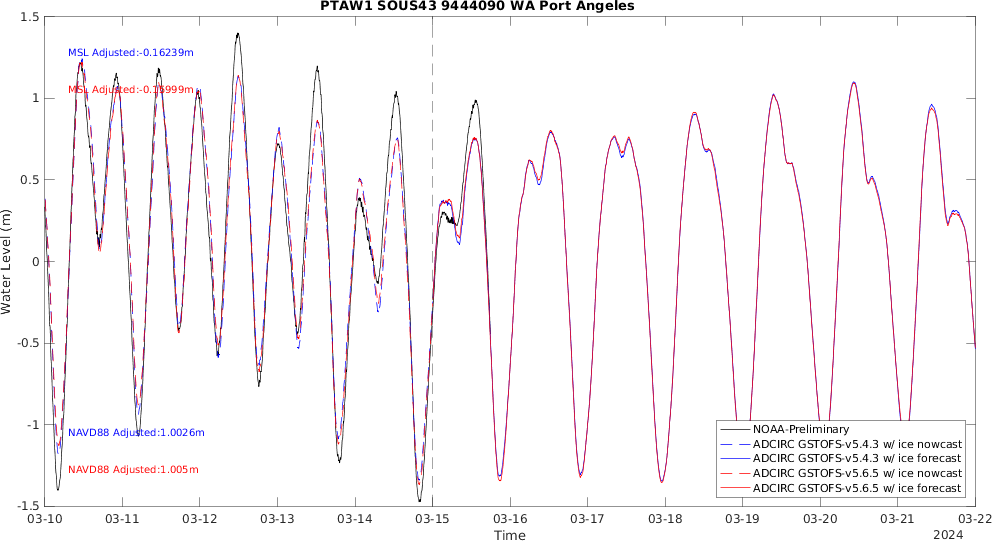 PTAW1 SOUS43 9444090 WA Port Angeles
1.5
1
0.5
0
-0.5
-1
-1.5
Water Level (m)
MSL Adjusted:-0.16239m
MSL Adjusted:-0.15999m
NAVD88 Adjusted:1.0026m
NAVD88 Adjusted:1.005m
NOAA-Preliminary
ADCIRC GSTOFS-v5.4.3 w/ ice nowcast
ADCIRC GSTOFS-v5.4.3 w/ ice forecast
ADCIRC GSTOFS-v5.6.5 w/ ice nowcast
ADCIRC GSTOFS-v5.6.5 w/ ice forecast
03-10 03-11 03-12 03-13 03-14 03-15 03-16 03-17 03-18 03-19 03-20 03-21 03-22
Time
2024